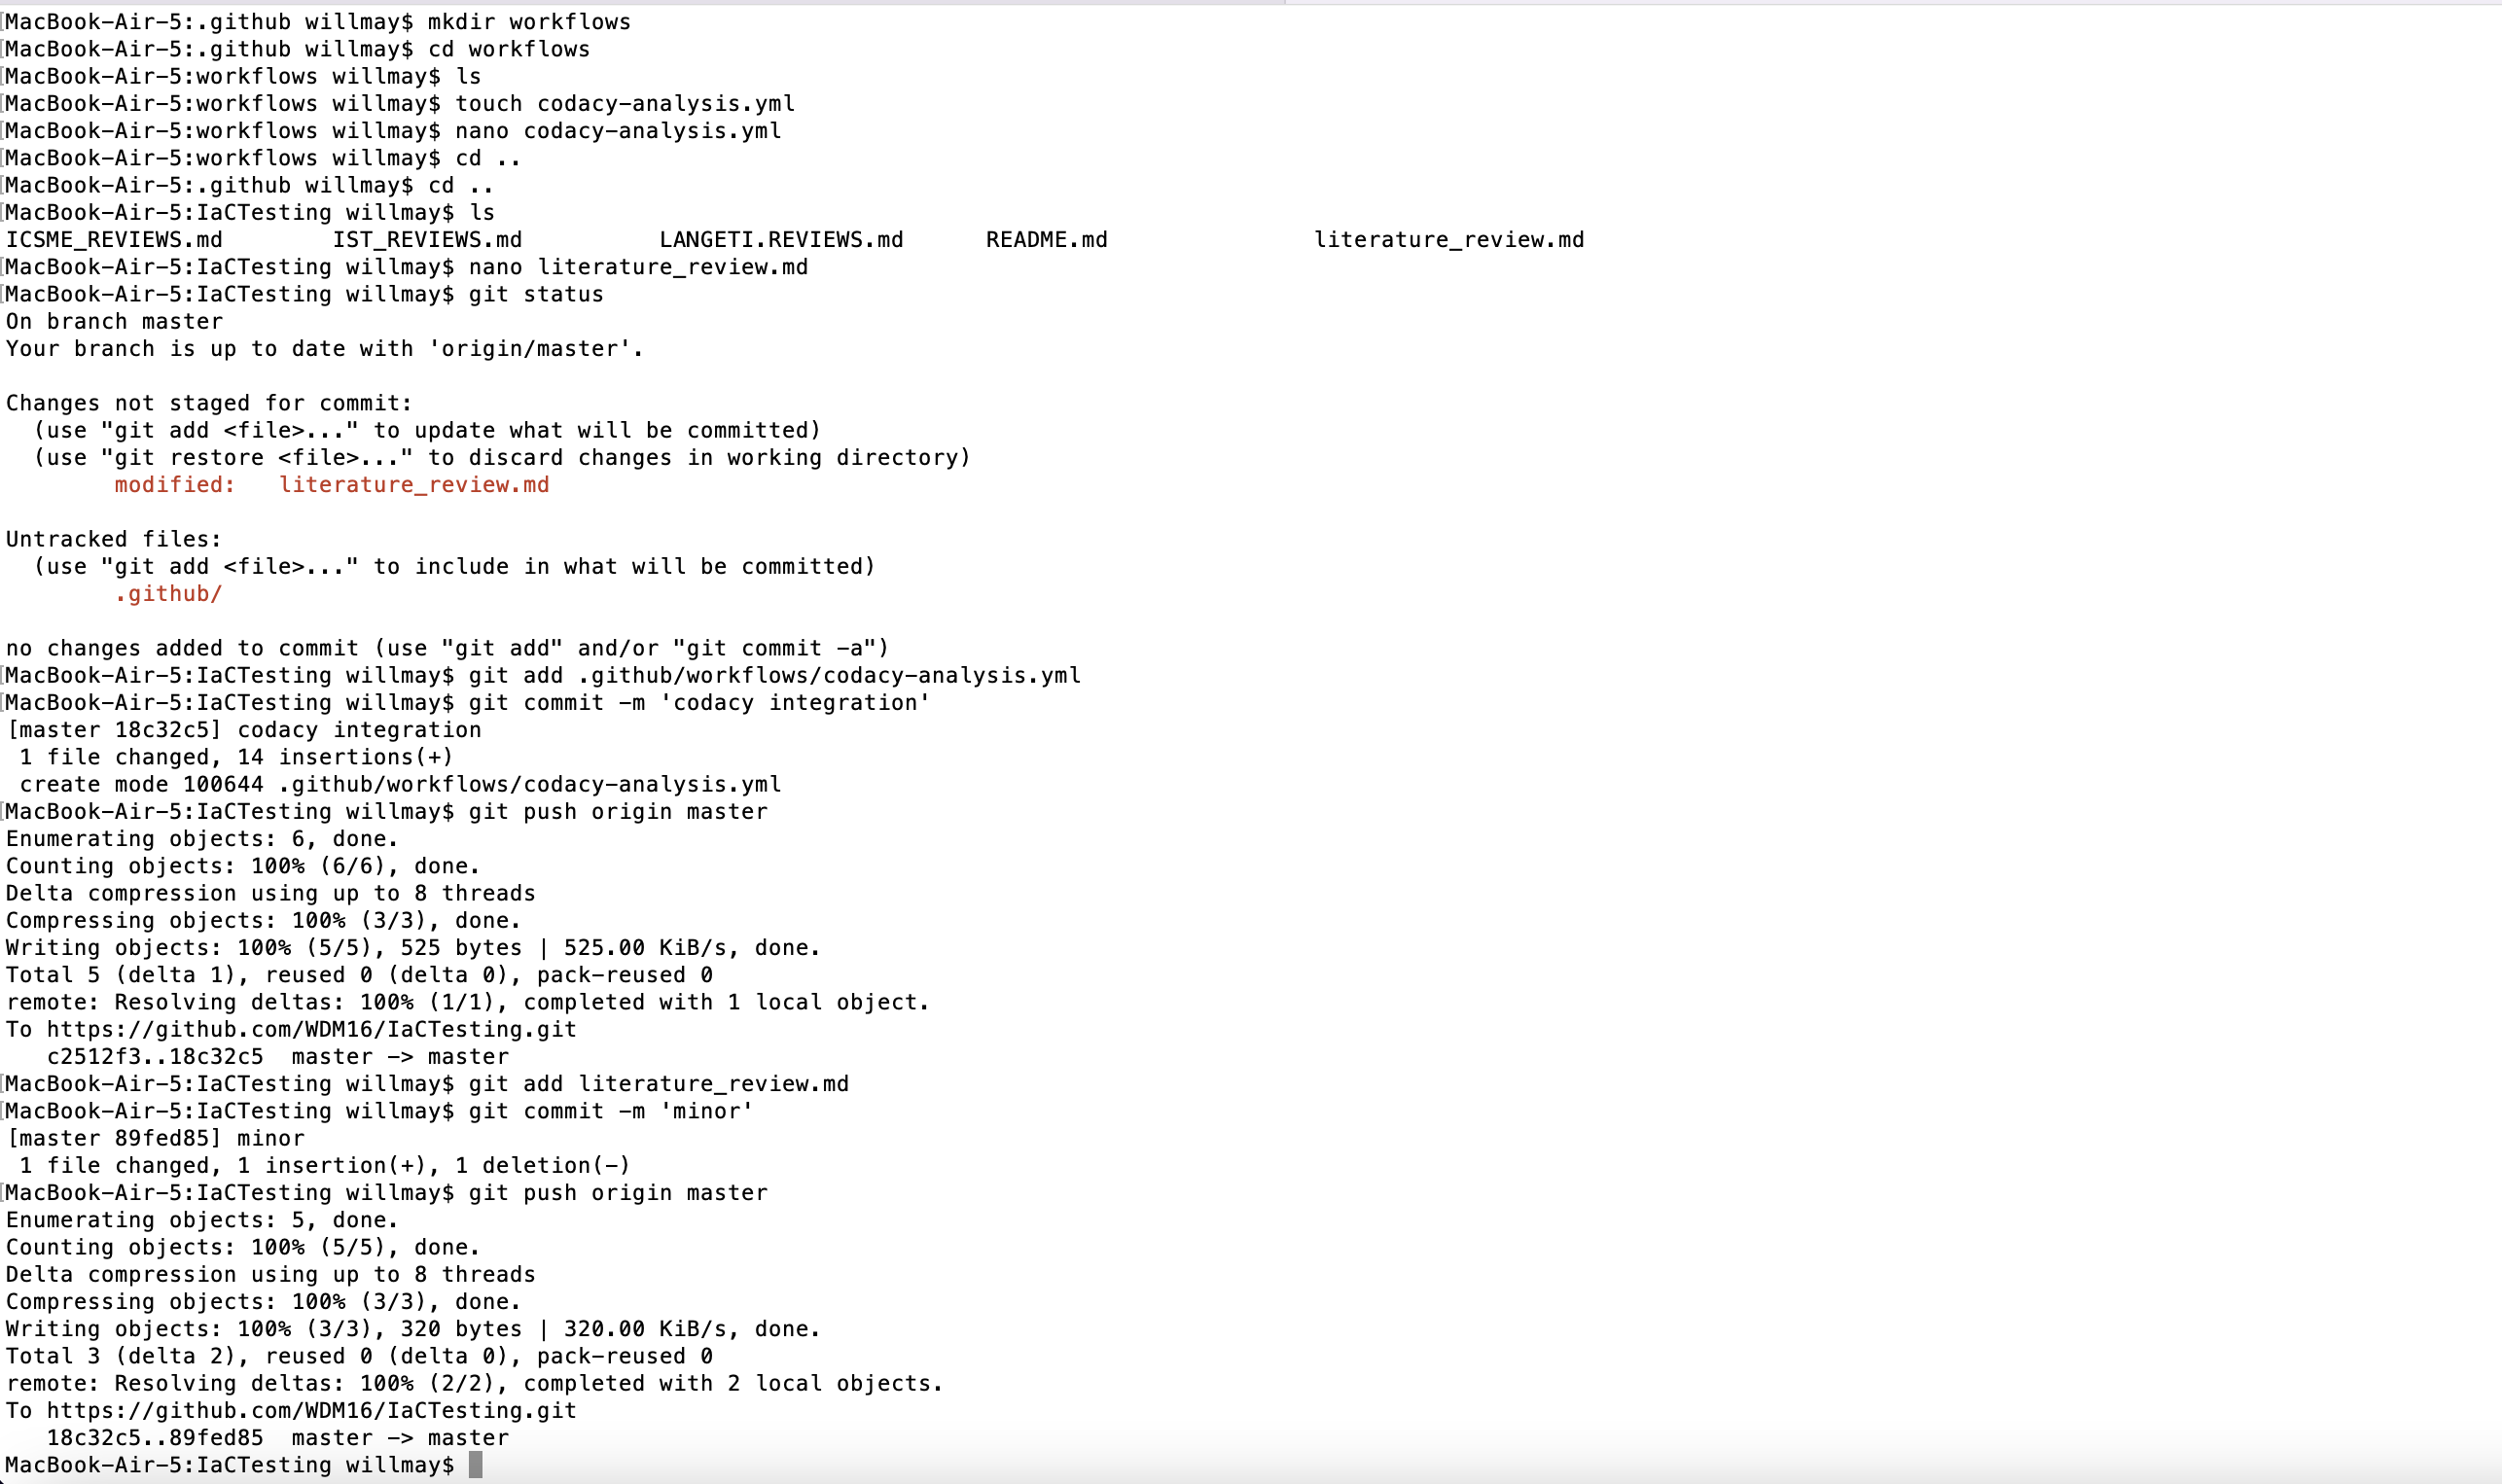 MacBook-Air-5:.github willmay$ mkdir workflows
MacBook-Air-5:.github willmay$ cd workflows
MacBook-Air-5:workflows willmay$ ls
MacBook-Air-5:workflows willmay$ touch codacy-analysis.yml
MacBook-Air-5:workflows willmay$ nano codacy-analysis.yml
MacBook-Air-5:workflows willmay$ cd ..
MacBook-Air-5:.github willmay$ cd ..
MacBook-Air-5:IaCTesting willmay$ ls
ICSME_REVIEWS.md        IST_REVIEWS.md          LANGETI.REVIEWS.md      README.md               literature_review.md
MacBook-Air-5:IaCTesting willmay$ nano literature_review.md
MacBook-Air-5:IaCTesting willmay$ git status
On branch master
Your branch is up to date with 'origin/master'.

Changes not staged for commit:
  (use "git add <file>..." to update what will be committed)
  (use "git restore <file>..." to discard changes in working directory)
        modified:   literature_review.md

Untracked files:
  (use "git add <file>..." to include in what will be committed)
        .github/

no changes added to commit (use "git add" and/or "git commit -a")
MacBook-Air-5:IaCTesting willmay$ git add .github/workflows/codacy-analysis.yml
MacBook-Air-5:IaCTesting willmay$ git commit -m 'codacy integration'
[master 18c32c5] codacy integration
 1 file changed, 14 insertions(+)
 create mode 100644 .github/workflows/codacy-analysis.yml
MacBook-Air-5:IaCTesting willmay$ git push origin master
Enumerating objects: 6, done.
Counting objects: 100% (6/6), done.
Delta compression using up to 8 threads
Compressing objects: 100% (3/3), done.
Writing objects: 100% (5/5), 525 bytes | 525.00 KiB/s, done.
Total 5 (delta 1), reused 0 (delta 0), pack-reused 0
remote: Resolving deltas: 100% (1/1), completed with 1 local object.
To https://github.com/WDM16/IaCTesting.git
   c2512f3..18c32c5  master -> master
MacBook-Air-5:IaCTesting willmay$ git add literature_review.md
MacBook-Air-5:IaCTesting willmay$ git commit -m 'minor'
[master 89fed85] minor
 1 file changed, 1 insertion(+), 1 deletion(-)
MacBook-Air-5:IaCTesting willmay$ git push origin master
Enumerating objects: 5, done.
Counting objects: 100% (5/5), done.
Delta compression using up to 8 threads
Compressing objects: 100% (3/3), done.
Writing objects: 100% (3/3), 320 bytes | 320.00 KiB/s, done.
Total 3 (delta 2), reused 0 (delta 0), pack-reused 0
remote: Resolving deltas: 100% (2/2), completed with 2 local objects.
To https://github.com/WDM16/IaCTesting.git
   18c32c5..89fed85  master -> master
MacBook-Air-5:IaCTesting willmay$